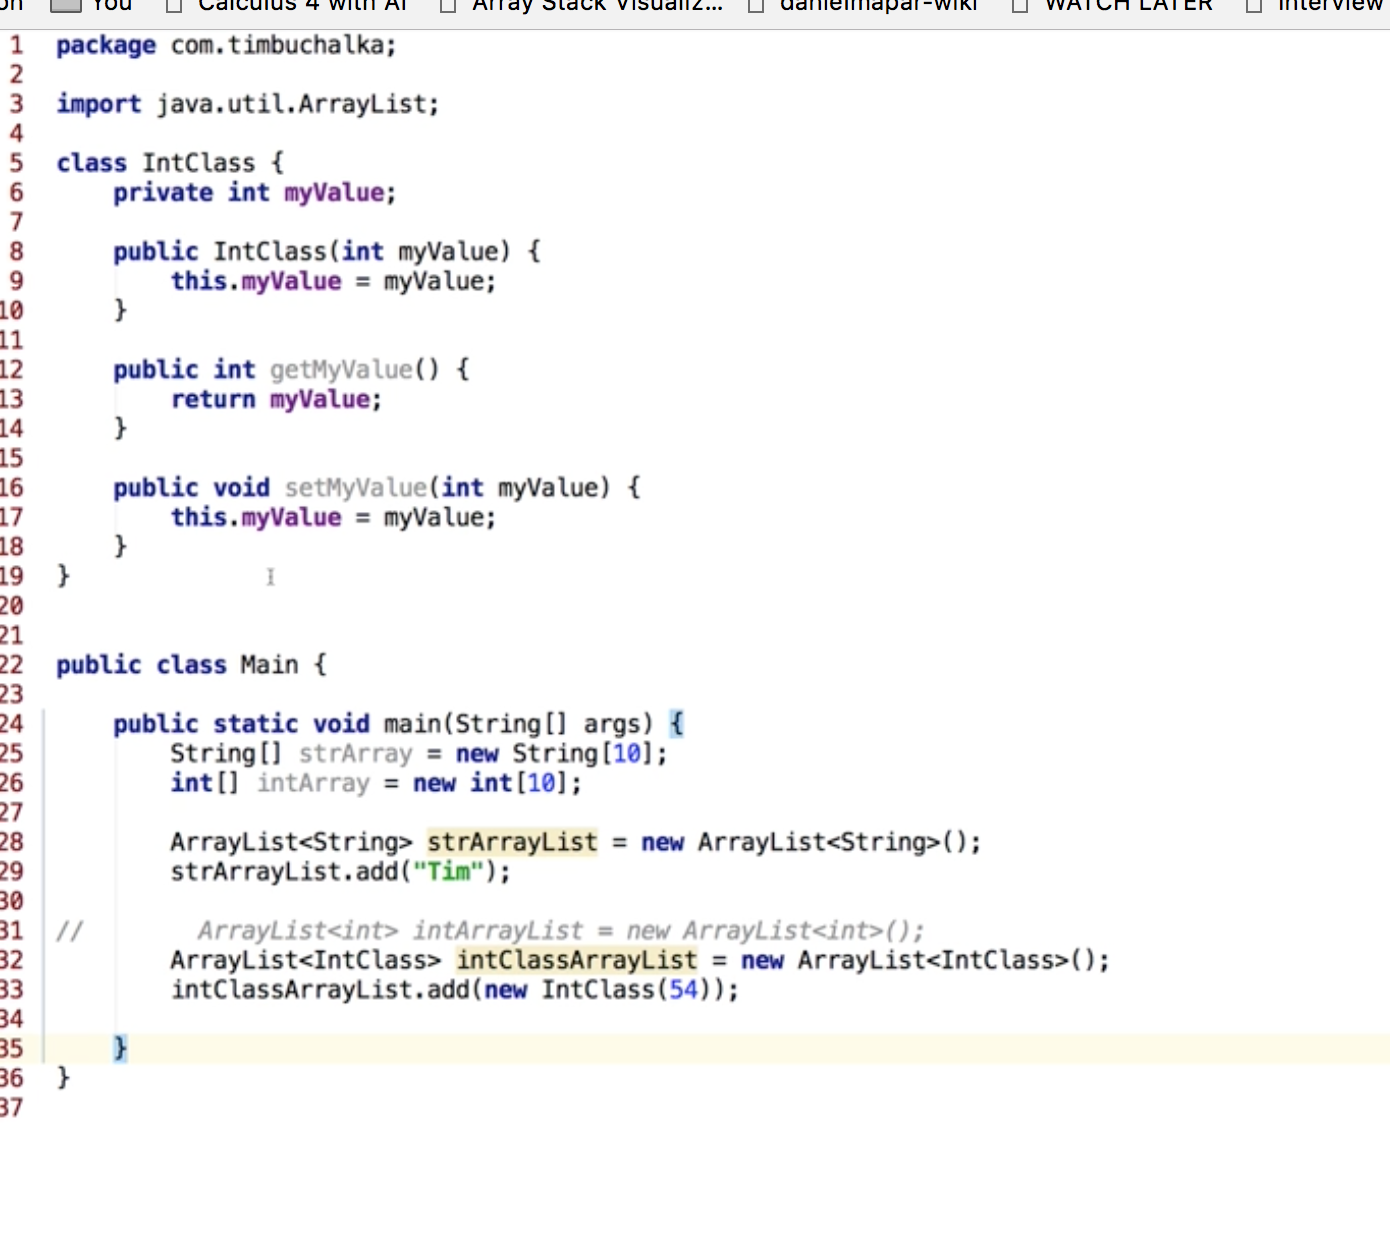 You Calculus 4 with AI Array Stack Visualiz... danielmapar-wiki WATCH LATER Interview
1 package com.timbuchalka;
2
3 import java.util.ArrayList;
4
5 class IntClass {
6 private int myValue;
7
8 public IntClass(int myValue) {
9 this.myValue = myValue;
10 }
11
12 public int getMyValue() {
13 return myValue;
14 }
15
16 public void setMyValue(int myValue) {
17 this.myValue = myValue;
18 }
19 }
20
21
22 public class Main {
23
24 public static void main(String[] args) {
25 String[] strArray = new String[10];
26 int[] intArray = new int[10];
27
28 ArrayList<String> strArrayList = new ArrayList<String>();
29 strArrayList.add("Tim");
30
31 // ArrayList<int> intArrayList = new ArrayList<int>();
32 ArrayList<IntClass> intClassArrayList = new ArrayList<IntClass>();
33 intClassArrayList.add(new IntClass(54));
34
35 }
36 }
37